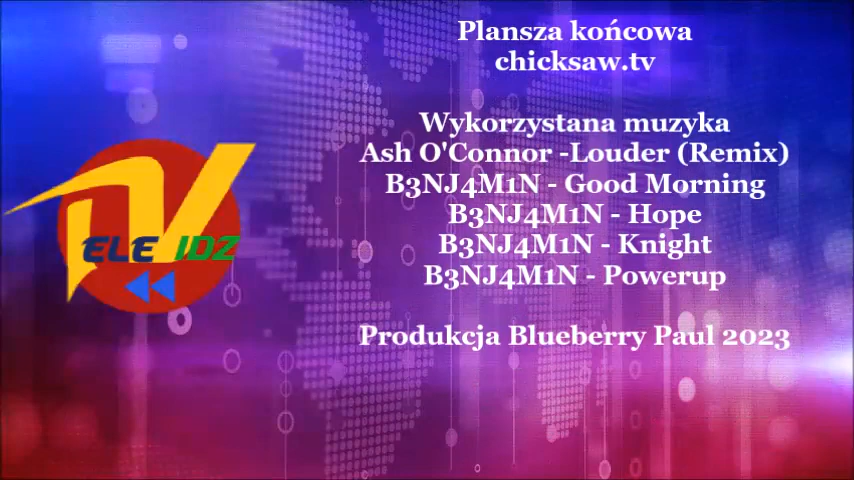 Plansza końcowa
chicksaw.tv
Wykorzystana muzyka
Ash O'Connor -Louder (Remix)
B3NJ4M1N - Good Morning
B3NJ4M1N - Hope
B3NJ4M1N - Knight
B3NJ4M1N - Powerup
Produkcja Blueberry Paul 2023
TV
ELE IDZ